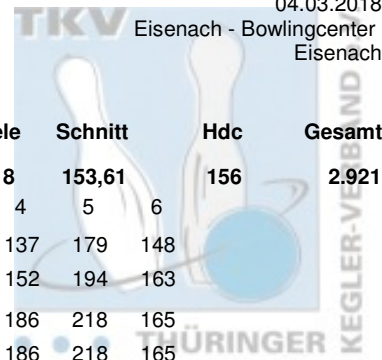 04.03.2018
TKV
Eisenach - Bowlingcenter
Eisenach
ele Schnitt Hdc Gesamt
8 153,61 156 2.921
4 5 6
137 179 148
152 194 163
186 218 165
186 218 165
THÜRINGER
KEGLER-VERBAND e.V.